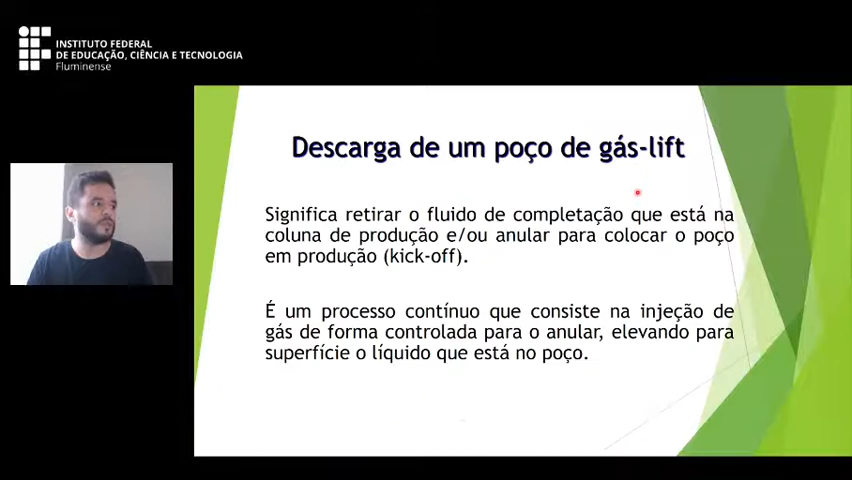 INSTITUTO FEDERAL
DE EDUCAÇÃO, CIÊNCIA E TECNOLOGIA
Fluminense
Descarga de um poço de gás-lift
Significa retirar o fluido de completação que está na
coluna de produção e/ou anular para colocar o poço
em produção (kick-off).
É um processo contínuo que consiste na injeção de
gás de forma controlada para o anular, elevando para
superfície o líquido que está no poço.